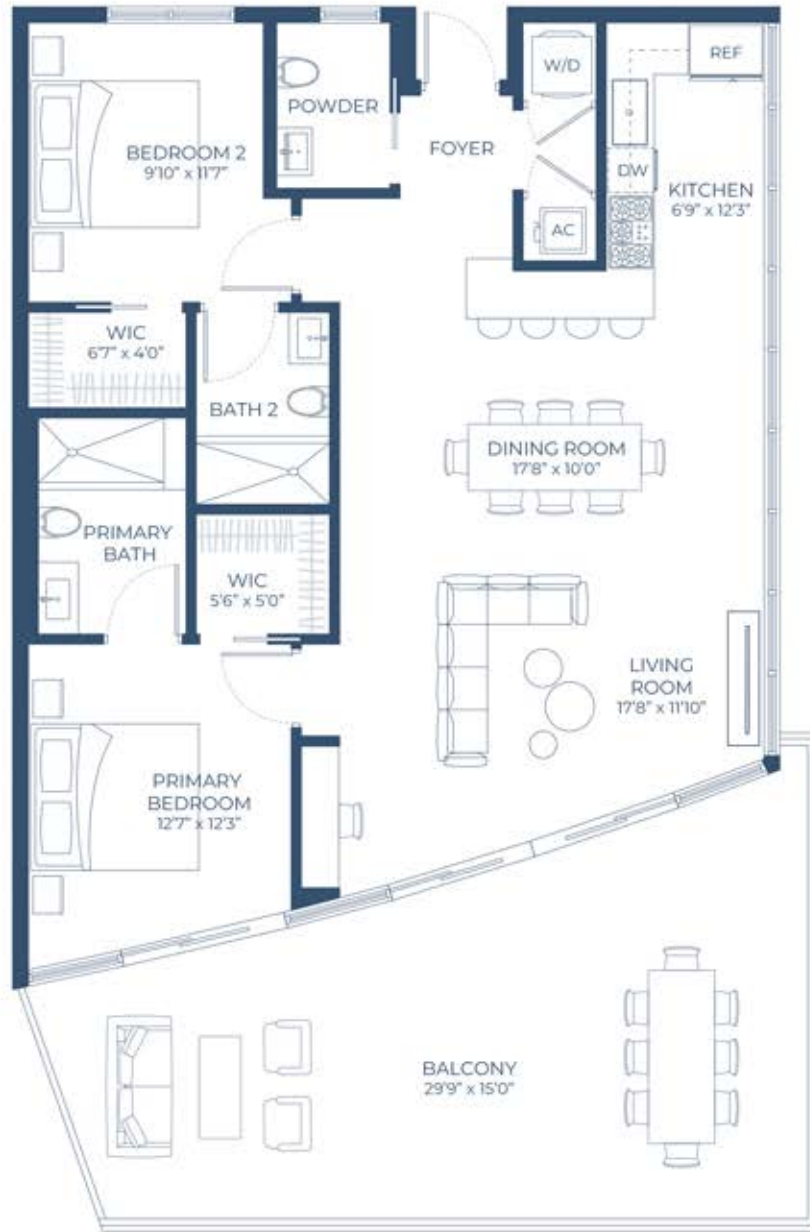 REF
W/D
POWDER
BEDROOM 2
9'10" x 11'7"
FOYER
DW
KITCHEN
6'9" x 12'3"
AC
WIC
6'7" x 4'0"
BATH 2
DINING ROOM
17'8" x 10'0"
PRIMARY
BATH
WIC
5'6" x 5'0"
LIVING
ROOM
17'8" x 11'10"
PRIMARY
BEDROOM
12'7" x 12'3"
BALCONY
29'9" x 15'0"